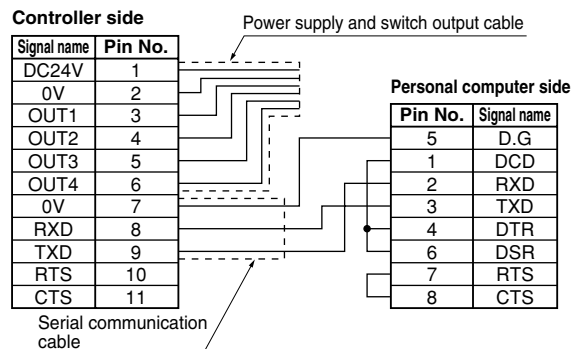 Controller side
Power supply and switch output cable
Signal name Pin No.
DC24V 1
0V 2
OUT1 3
OUT2 4
OUT3 5
OUT4 6
0V 7
RXD 8
TXD 9
RTS 10
CTS 11
Serial communication
cable
Personal computer side
Pin No. Signal name
5 D.G
1 DCD
2 RXD
3 TXD
4 DTR
6 DSR
7 RTS
8 CTS